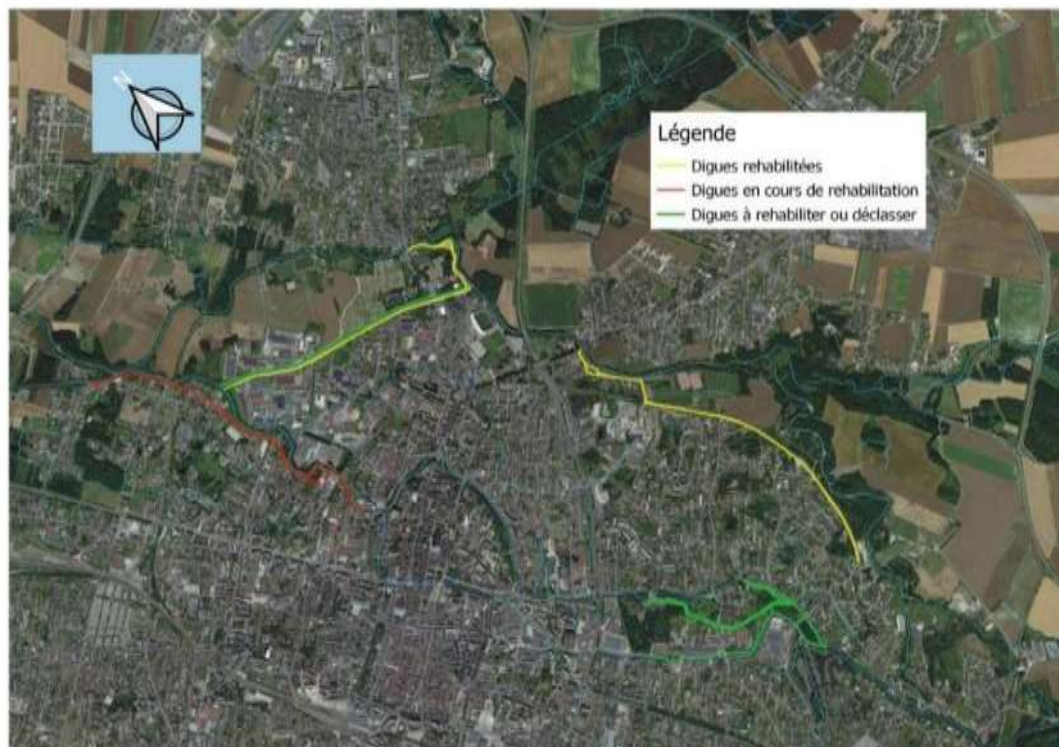 N
Légende
Digues rehabilitées
Digues en cours de rehabilitation
Digues à rehabiliter ou déclasser